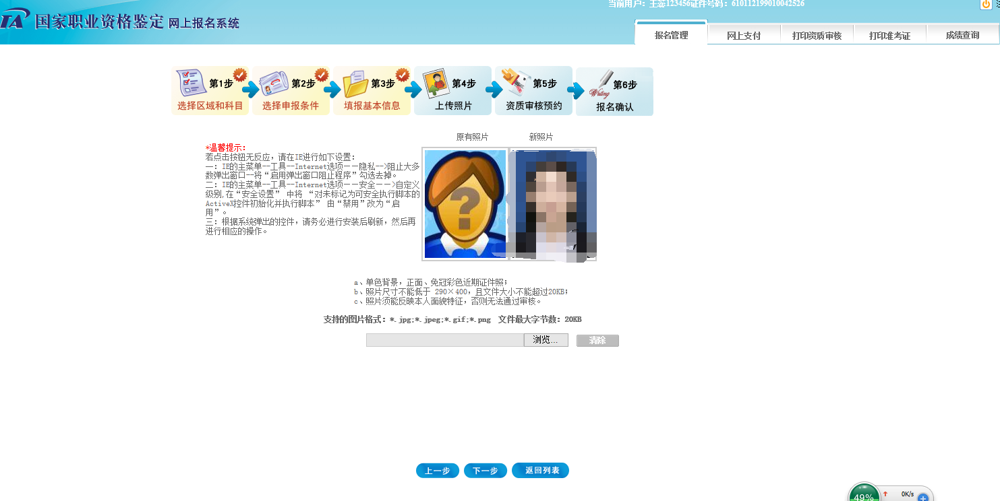 当前用户：王蕊123456证件号码：610112199010042526
国家职业资格鉴定 网上报名系统
报名管理 网上支付 打印资质审核 打印准考证 成绩查询
第1步 第2步 第3步 第4步 第5步 第6步
选择区域和科目 选择申报条件 填报基本信息 上传照片 资质审核预约 报名确认
Writing
原有照片 新照片
*温馨提示：
若点击按钮无反应，请在IE进行如下设置：
一：IE的主菜单--工具--Internet选项——隐私-->阻止大多
数弹出窗口--将“启用弹出窗口阻止程序”勾选去掉。
二：IE的主菜单--工具--Internet选项——安全——>自定义
级别,在“安全设置” 中将 “对未标记为可安全执行脚本的
ActiveX控件初始化并执行脚本” 由“禁用”改为“启
用”。
三：根据系统弹出的控件，请务必进行安装后刷新，然后再
进行相应的操作。
a、单色背景，正面、免冠彩色近期证件照；
b、照片尺寸不能低于 290×400，且文件大小不能超过20KB；
c、照片须能反映本人面貌特征，否则无法通过审核。
支持的图片格式：*.jpg;*.jpeg;*.gif;*.png 文件最大字节数：20KB
浏览... 清除
上一步 下一步 返回列表
49% 0K/s